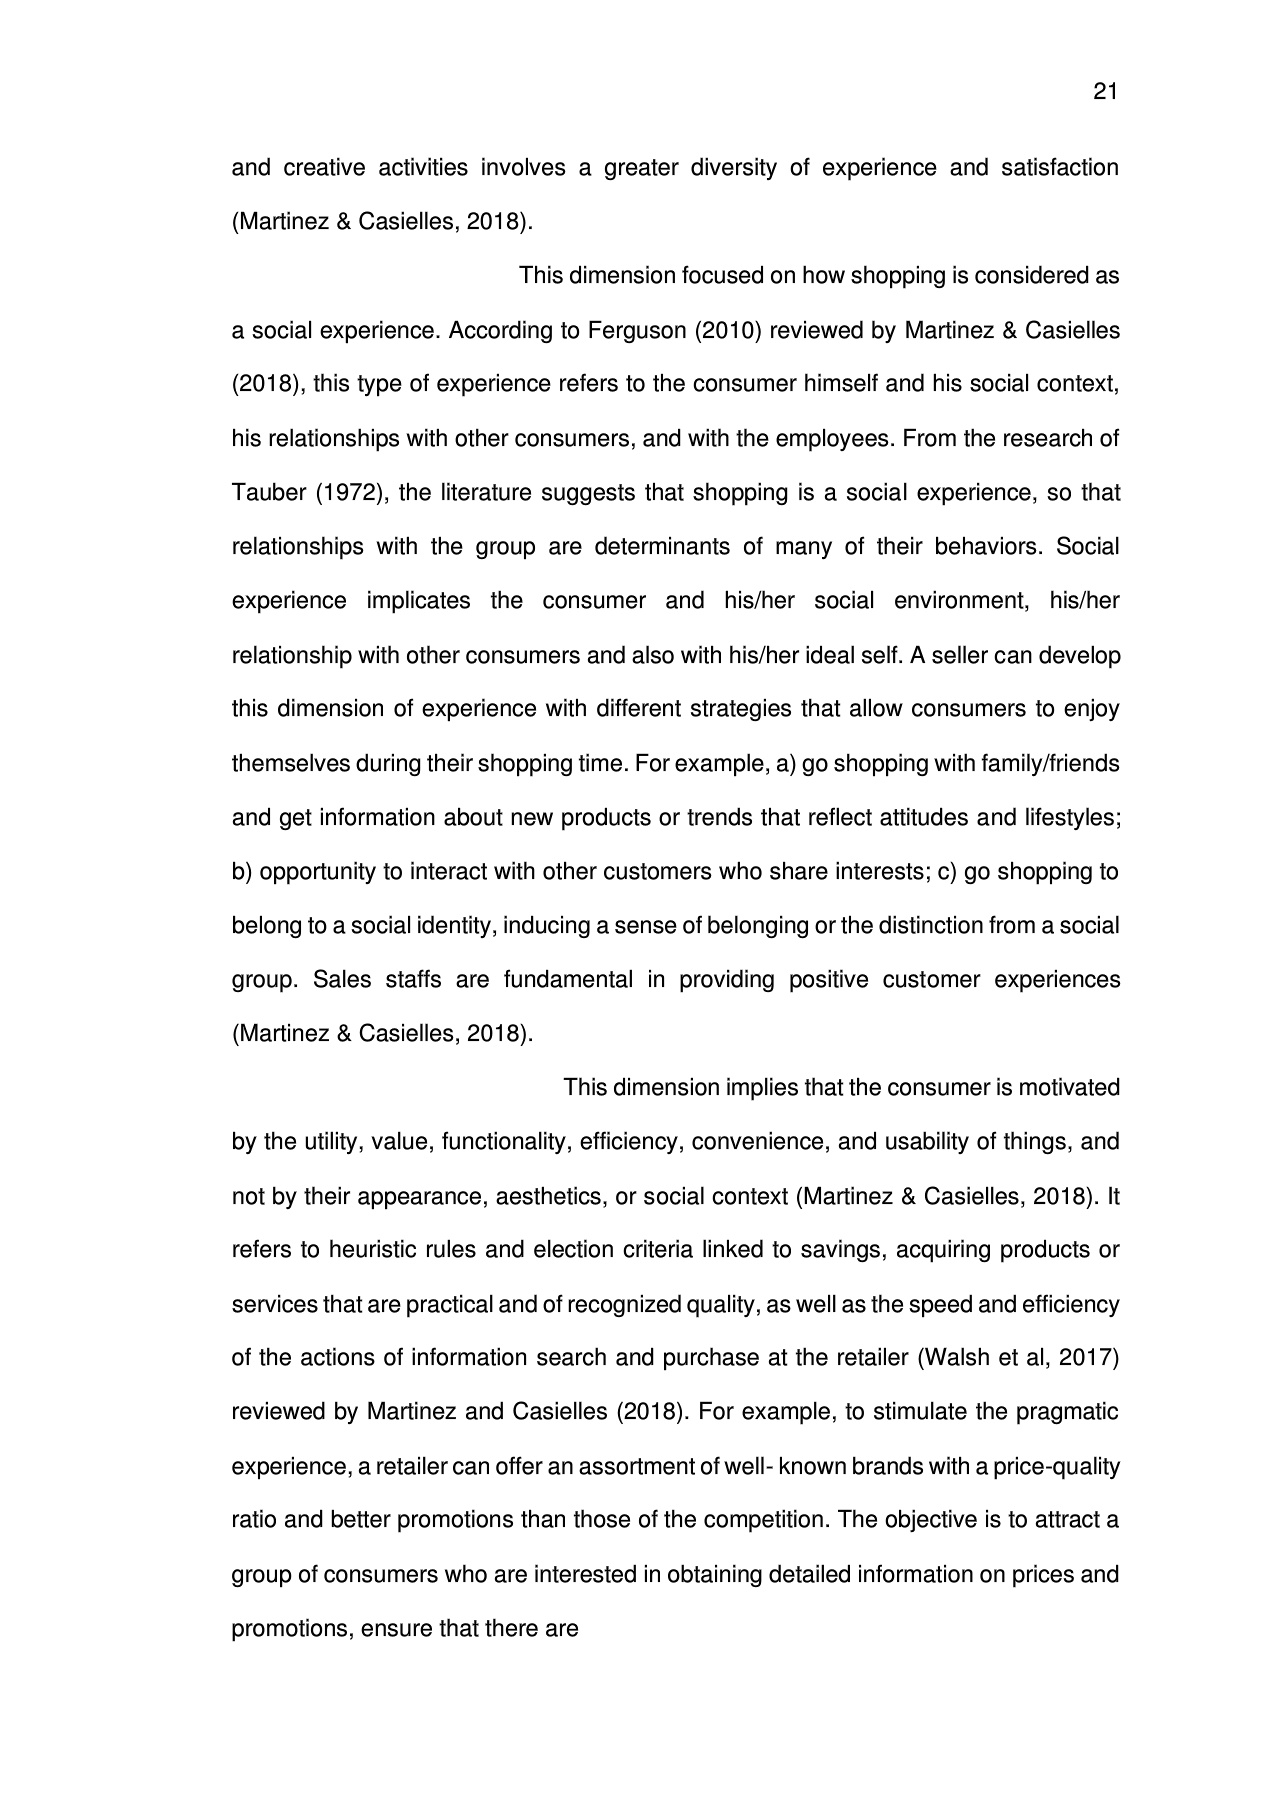 21
and creative activities involves a greater diversity of experience and satisfaction
(Martinez & Casielles, 2018).
This dimension focused on how shopping is considered as
a social experience. According to Ferguson (2010) reviewed by Martinez & Casielles
(2018), this type of experience refers to the consumer himself and his social context,
his relationships with other consumers, and with the employees. From the research of
Tauber (1972), the literature suggests that shopping is a social experience, so that
relationships with the group are determinants of many of their behaviors. Social
experience implicates the consumer and his/her social environment, his/her
relationship with other consumers and also with his/her ideal self. A seller can develop
this dimension of experience with different strategies that allow consumers to enjoy
themselves during their shopping time. For example, a) go shopping with family/friends
and get information about new products or trends that reflect attitudes and lifestyles;
b) opportunity to interact with other customers who share interests; c) go shopping to
belong to a social identity, inducing a sense of belonging or the distinction from a social
group. Sales staffs are fundamental in providing positive customer experiences
(Martinez & Casielles, 2018).
This dimension implies that the consumer is motivated
by the utility, value, functionality, efficiency, convenience, and usability of things, and
not by their appearance, aesthetics, or social context (Martinez & Casielles, 2018). It
refers to heuristic rules and election criteria linked to savings, acquiring products or
services that are practical and of recognized quality, as well as the speed and efficiency
of the actions of information search and purchase at the retailer (Walsh et al, 2017)
reviewed by Martinez and Casielles (2018). For example, to stimulate the pragmatic
experience, a retailer can offer an assortment of well- known brands with a price-quality
ratio and better promotions than those of the competition. The objective is to attract a
group of consumers who are interested in obtaining detailed information on prices and
promotions, ensure that there are